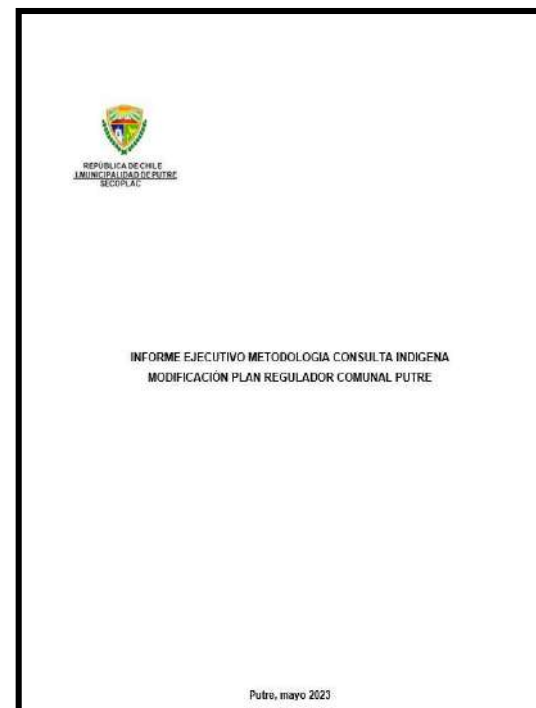 REPÚBLICA DE CHILE
I.MUNICIPALIDAD DE PUTRE
SECOPLAC
INFORME EJECUTIVO METODOLOGIA CONSULTA INDIGENA
MODIFICACIÓN PLAN REGULADOR COMUNAL PUTRE
Putre, mayo 2023